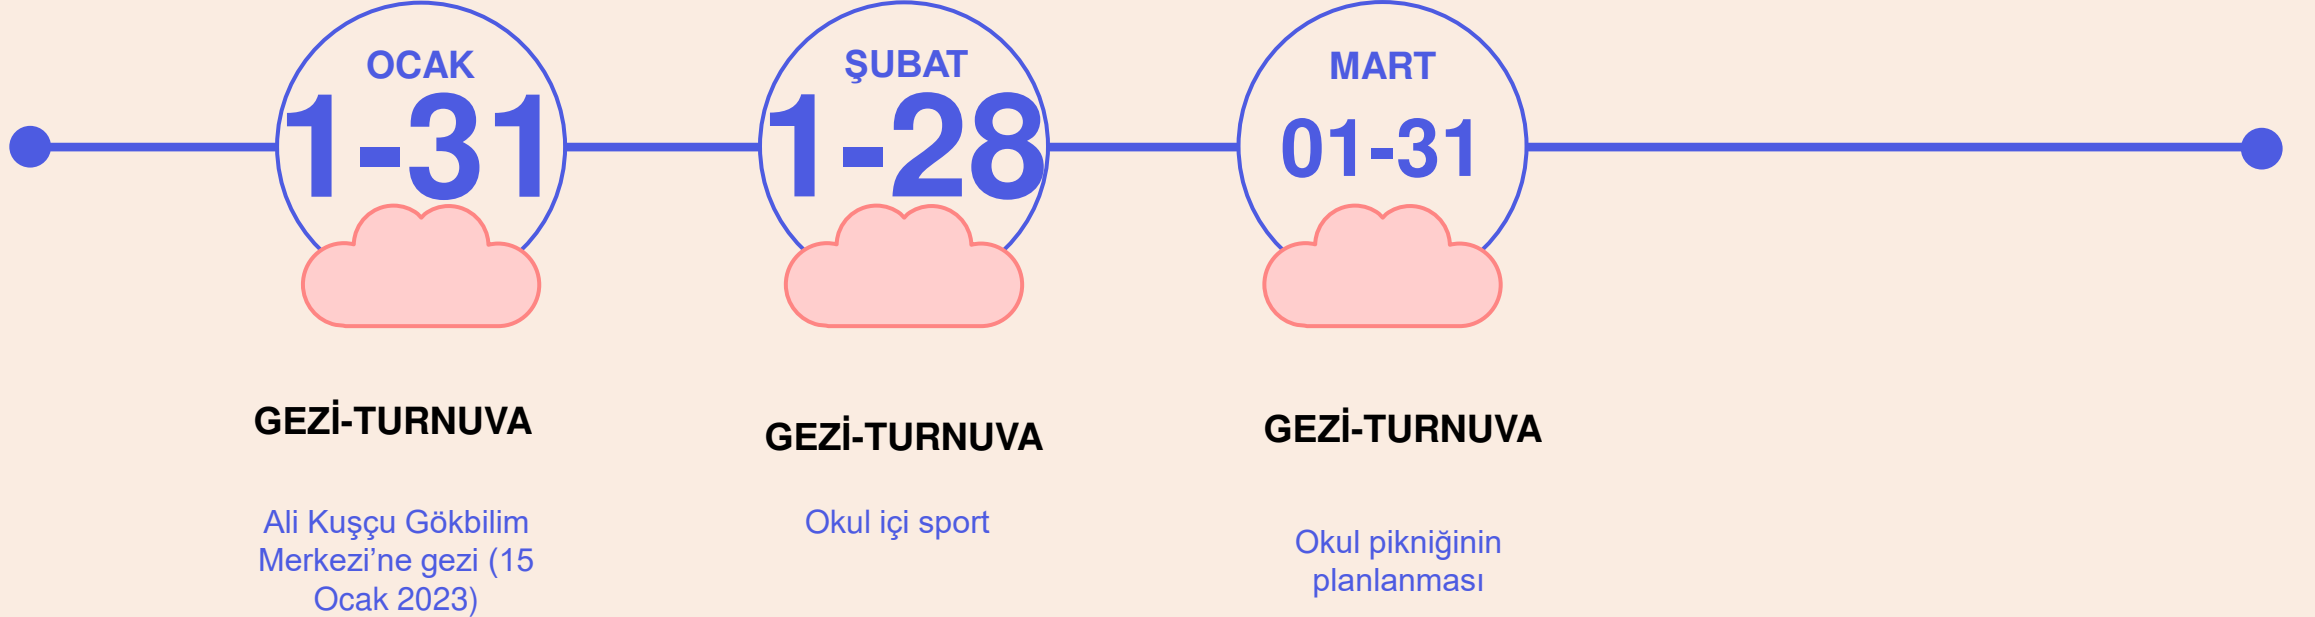 OCAK
1-31
ŞUBAT
1-28
MART
01-31
GEZİ-TURNUVA
Ali Kuşçu Gökbilim
Merkezi’ne gezi (15
Ocak 2023)
GEZİ-TURNUVA
Okul içi sport
GEZİ-TURNUVA
Okul pikniğinin
planlanması